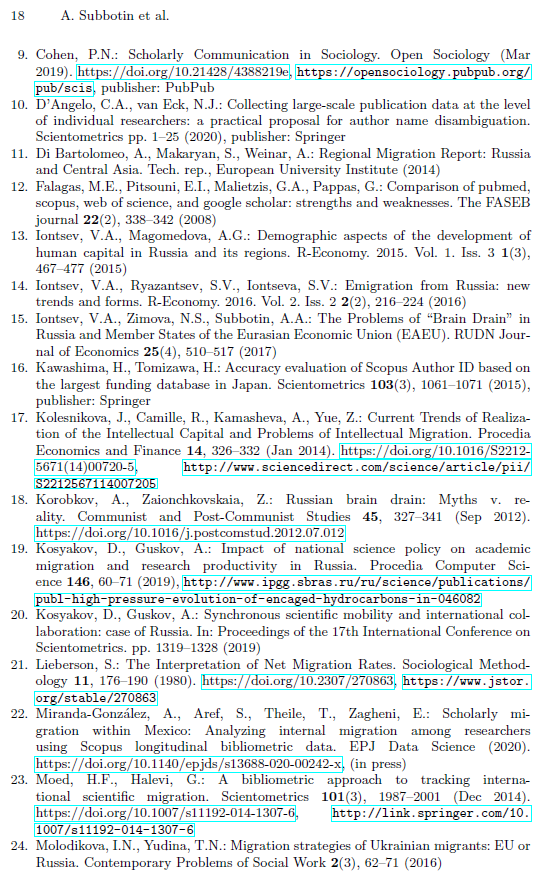 18 A. Subbotin et al.
9. Cohen, P.N.: Scholarly Communication in Sociology. Open Sociology (Mar
2019). https://doi.org/10.21428/4388219e, https://opensociology.pubpub.org/
pub/scis, publisher: PubPub
10. D'Angelo, C.A., van Eck, N.J.: Collecting large-scale publication data at the level
of individual researchers: a practical proposal for author name disambiguation.
Scientometrics pp. 1–25 (2020), publisher: Springer
11. Di Bartolomeo, A., Makaryan, S., Weinar, A.: Regional Migration Report: Russia
and Central Asia. Tech. rep., European University Institute (2014)
12. Falagas, M.E., Pitsouni, E.I., Malietzis, G.A., Pappas, G.: Comparison of pubmed,
scopus, web of science, and google scholar: strengths and weaknesses. The FASEB
journal 22(2), 338–342 (2008)
13. Iontsev, V.A., Magomedova, A.G.: Demographic aspects of the development of
human capital in Russia and its regions. R-Economy. 2015. Vol. 1. Iss. 3 1(3),
467–477 (2015)
14. Iontsev, V.A., Ryazantsev, S.V., Iontseva, S.V.: Emigration from Russia: new
trends and forms. R-Economy. 2016. Vol. 2. Iss. 2 2(2), 216–224 (2016)
15. Iontsev, V.A., Zimova, N.S., Subbotin, A.A.: The Problems of “Brain Drain” in
Russia and Member States of the Eurasian Economic Union (EAEU). RUDN Jour-
nal of Economics 25(4), 510–517 (2017)
16. Kawashima, H., Tomizawa, H.: Accuracy evaluation of Scopus Author ID based on
the largest funding database in Japan. Scientometrics 103(3), 1061–1071 (2015),
publisher: Springer
17. Kolesnikova, J., Camille, R., Kamasheva, A., Yue, Z.: Current Trends of Realiza-
tion of the Intellectual Capital and Problems of Intellectual Migration. Procedia
Economics and Finance 14, 326–332 (Jan 2014). https://doi.org/10.1016/S2212-
5671(14)00720-5, http://www.sciencedirect.com/science/article/pii/
S2212567114007205
18. Korobkov, A., Zaionchkovskaia, Z.: Russian brain drain: Myths v. re-
ality. Communist and Post-Communist Studies 45, 327–341 (Sep 2012).
https://doi.org/10.1016/j.postcomstud.2012.07.012
19. Kosyakov, D., Guskov, A.: Impact of national science policy on academic
migration and research productivity in Russia. Procedia Computer Sci-
ence 146, 60–71 (2019), http://www.ipgg.sbras.ru/ru/science/publications/
publ-high-pressure-evolution-of-encaged-hydrocarbons-in-046082
20. Kosyakov, D., Guskov, A.: Synchronous scientific mobility and international col-
laboration: case of Russia. In: Proceedings of the 17th International Conference on
Scientometrics. pp. 1319–1328 (2019)
21. Lieberson, S.: The Interpretation of Net Migration Rates. Sociological Method-
ology 11, 176–190 (1980). https://doi.org/10.2307/270863, https://www.jstor.
org/stable/270863
22. Miranda-González, A., Aref, S., Theile, T., Zagheni, E.: Scholarly mi-
gration within Mexico: Analyzing internal migration among researchers
using Scopus longitudinal bibliometric data. EPJ Data Science (2020).
https://doi.org/10.1140/epjds/s13688-020-00242-x, (in press)
23. Moed, H.F., Halevi, G.: A bibliometric approach to tracking interna-
tional scientific migration. Scientometrics 101(3), 1987–2001 (Dec 2014).
https://doi.org/10.1007/s11192-014-1307-6, http://link.springer.com/10.
1007/s11192-014-1307-6
24. Molodikova, I.N., Yudina, T.N.: Migration strategies of Ukrainian migrants: EU or
Russia. Contemporary Problems of Social Work 2(3), 62–71 (2016)